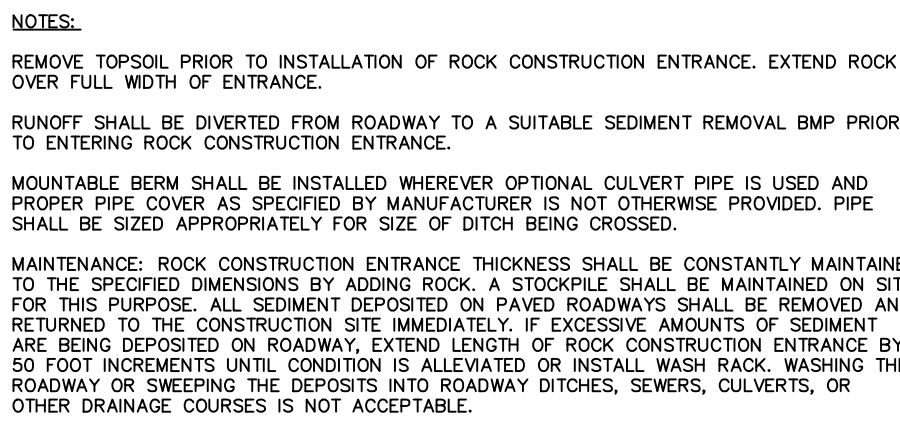 NOTES:
REMOVE TOPSOIL PRIOR TO INSTALLATION OF ROCK CONSTRUCTION ENTRANCE. EXTEND ROCK
OVER FULL WIDTH OF ENTRANCE.
RUNOFF SHALL BE DIVERTED FROM ROADWAY TO A SUITABLE SEDIMENT REMOVAL BMP PRIOR
TO ENTERING ROCK CONSTRUCTION ENTRANCE.
MOUNTABLE BERM SHALL BE INSTALLED WHEREVER OPTIONAL CULVERT PIPE IS USED AND
PROPER PIPE COVER AS SPECIFIED BY MANUFACTURER IS NOT OTHERWISE PROVIDED. PIPE
SHALL BE SIZED APPROPRIATELY FOR SIZE OF DITCH BEING CROSSED.
MAINTENANCE: ROCK CONSTRUCTION ENTRANCE THICKNESS SHALL BE CONSTANTLY MAINTAINE
TO THE SPECIFIED DIMENSIONS BY ADDING ROCK. A STOCKPILE SHALL BE MAINTAINED ON SIT
FOR THIS PURPOSE. ALL SEDIMENT DEPOSITED ON PAVED ROADWAYS SHALL BE REMOVED AN
RETURNED TO THE CONSTRUCTION SITE IMMEDIATELY. IF EXCESSIVE AMOUNTS OF SEDIMENT
ARE BEING DEPOSITED ON ROADWAY, EXTEND LENGTH OF ROCK CONSTRUCTION ENTRANCE BY
50 FOOT INCREMENTS UNTIL CONDITION IS ALLEVIATED OR INSTALL WASH RACK. WASHING TH
ROADWAY OR SWEEPING THE DEPOSITS INTO ROADWAY DITCHES, SEWERS, CULVERTS, OR
OTHER DRAINAGE COURSES IS NOT ACCEPTABLE.